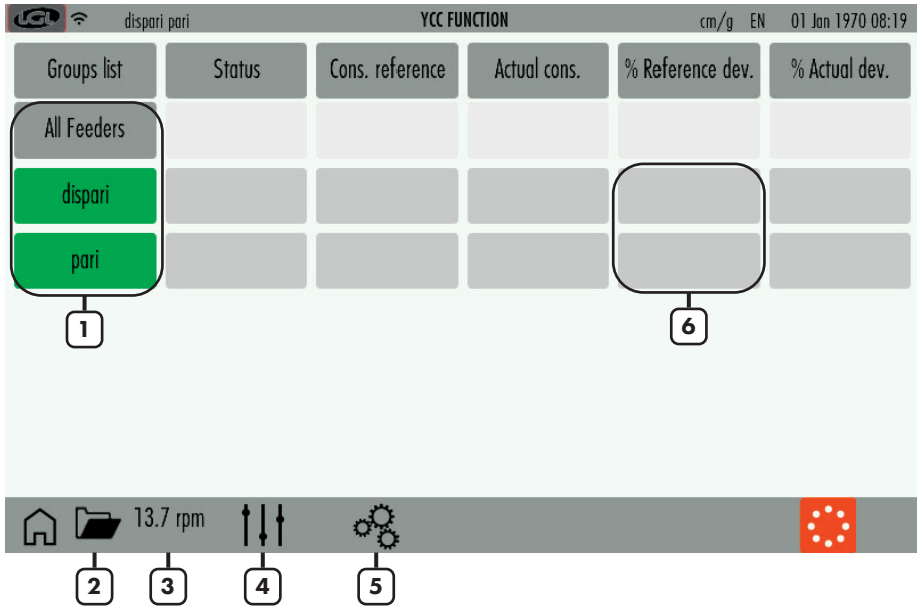 LGL dispari pari YCC FUNCTION cm/g EN 01 Jan 1970 08:19
Groups list Status Cons. reference Actual cons. % Reference dev. % Actual dev.
All Feeders
dispari
pari
1 6
13.7 rpm
2 3 4 5